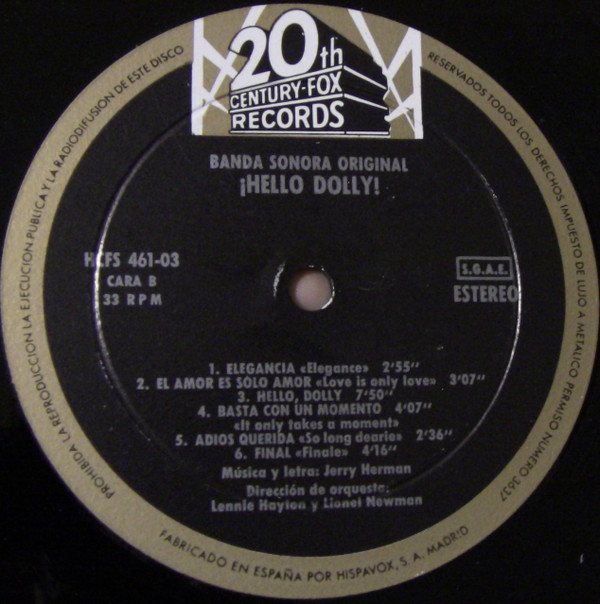 20th
CENTURY-FOX
RECORDS
BANDA SONORA ORIGINAL
¡HELLO DOLLY!
HCFS 461-03
CARA B
33 RPM
S.G.A.E.
ESTEREO
1. ELEGANCIA «Elegance» 2'55"
2. EL AMOR ES SOLO AMOR «Love is only love» 3'07"
3. HELLO, DOLLY 7'50"
4. BASTA CON UN MOMENTO 4'07"
«It only takes a moment»
5. ADIOS QUERIDA «So long dearie» 2'36"
6. FINAL «Finale» 4'16"
Música y letra: Jerry Herman
Dirección de orquesta:
Lennie Hayton y Lionel Newman
PROHIBIDA LA REPRODUCCION LA EJECUCION PUBLICA Y LA RADIODIFUSION DE ESTE DISCO
RESERVADOS TODOS LOS DERECHOS IMPUESTO DE LUJO A METALICO PERMISO NUMERO 3637
FABRICADO EN ESPAÑA POR HISPAVOX, S. A. MADRID